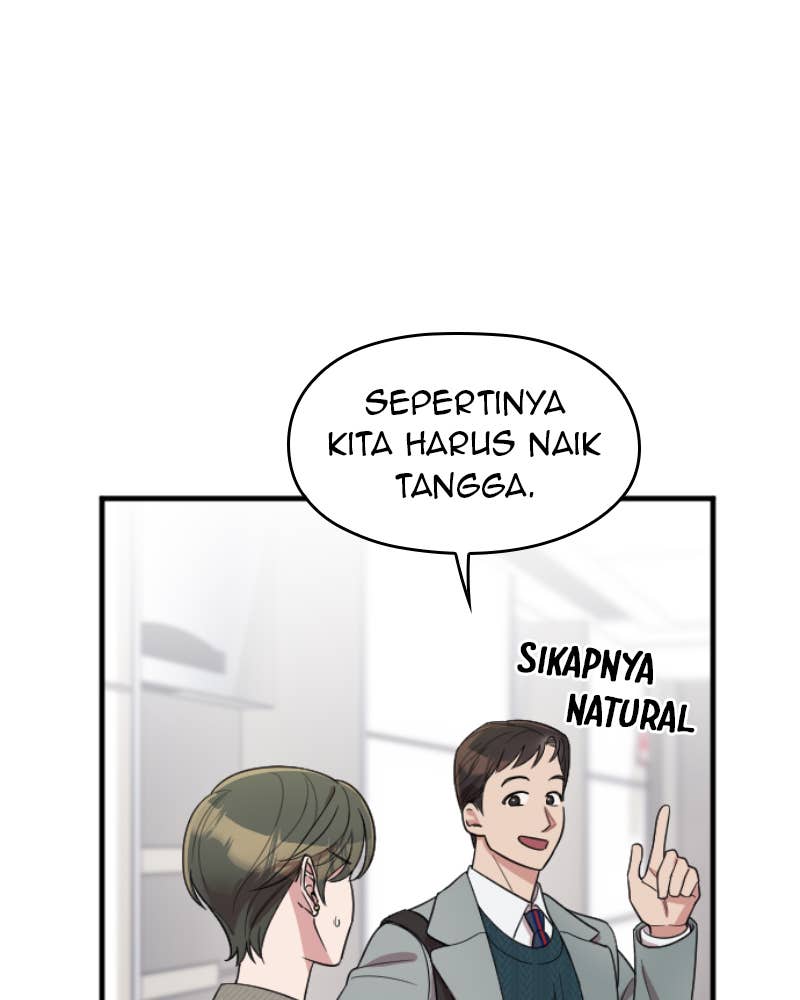 SEPERTINYA
KITA HARUS NAIK
TANGGA.
SIKAPNYA
NATURAL